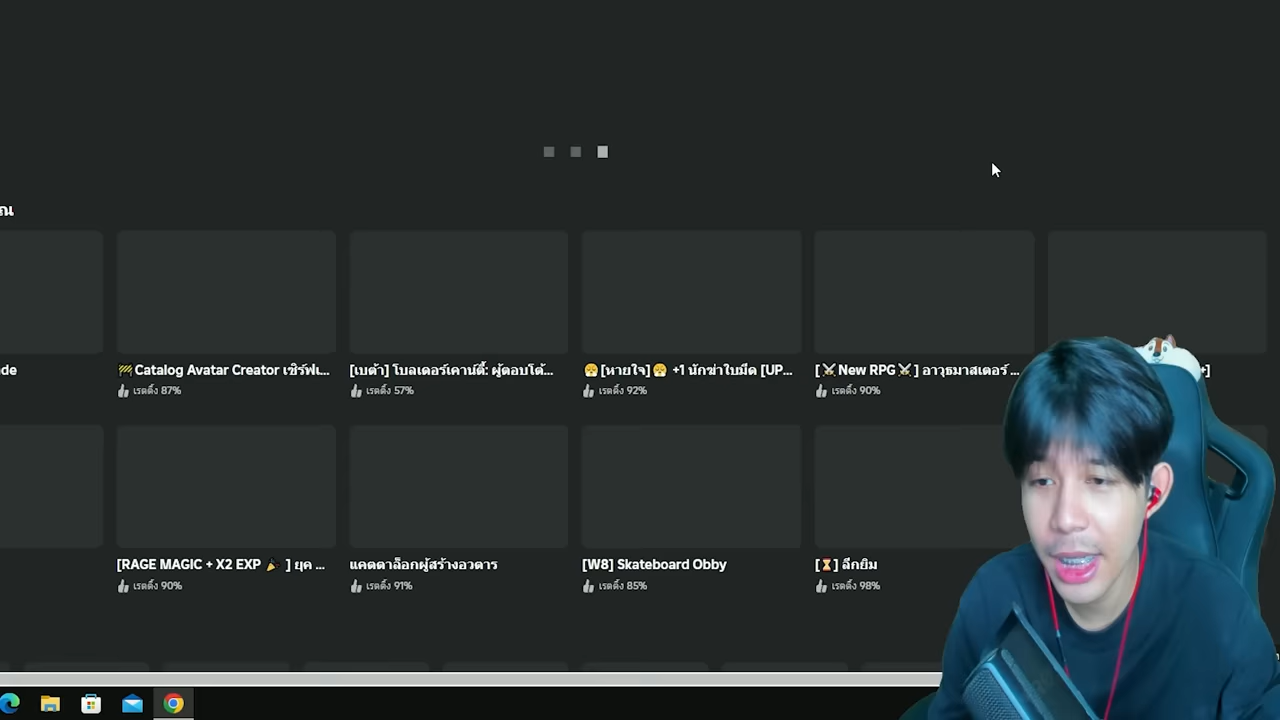 ณ
de
🚧Catalog Avatar Creator เซิร์ฟเ...
[เบต้า] โบลเดอร์เคาน์ตี้: ผู้ตอบโต้...
😤[หายใจ]😤 +1 นักฆ่าใบมีด [UP...
[⚔️New RPG⚔️] อาวุธมาสเตอร์ ...
+]
เรตติ้ง 87%
เรตติ้ง 57%
เรตติ้ง 92%
เรตติ้ง 90%
[RAGE MAGIC + X2 EXP 🎉 ] ยุค ...
แคตตาล็อกผู้สร้างอวตาร
[W8] Skateboard Obby
[⌛] ลึกยิม
เรตติ้ง 90%
เรตติ้ง 91%
เรตติ้ง 85%
เรตติ้ง 98%